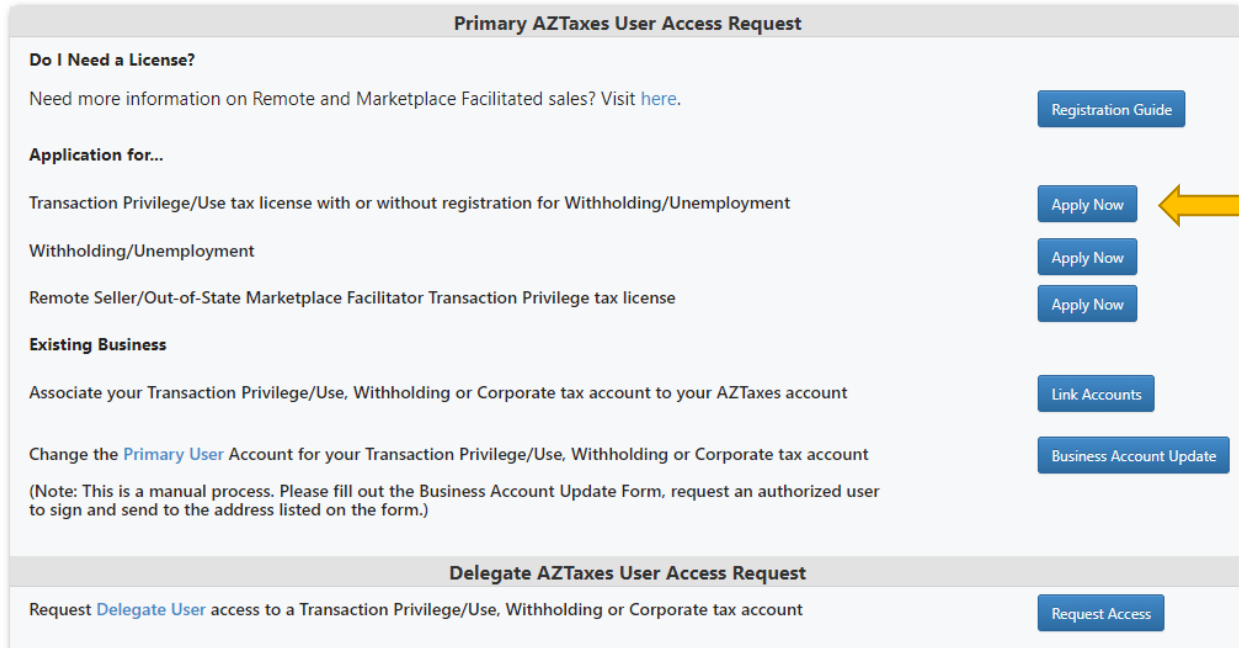 Primary AZTaxes User Access Request
Do I Need a License?
Need more information on Remote and Marketplace Facilitated sales? Visit here.
Registration Guide
Application for...
Transaction Privilege/Use tax license with or without registration for Withholding/Unemployment
Apply Now
Withholding/Unemployment
Apply Now
Remote Seller/Out-of-State Marketplace Facilitator Transaction Privilege tax license
Apply Now
Existing Business
Associate your Transaction Privilege/Use, Withholding or Corporate tax account to your AZTaxes account
Link Accounts
Change the Primary User Account for your Transaction Privilege/Use, Withholding or Corporate tax account
Business Account Update
(Note: This is a manual process. Please fill out the Business Account Update Form, request an authorized user
to sign and send to the address listed on the form.)
Delegate AZTaxes User Access Request
Request Delegate User access to a Transaction Privilege/Use, Withholding or Corporate tax account
Request Access